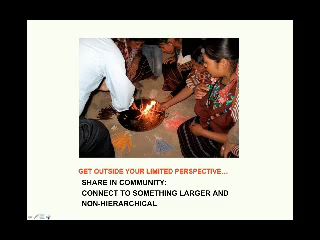 GET OUTSIDE YOUR LIMITED PERSPECTIVE...
SHARE IN COMMUNITY:
CONNECT TO SOMETHING LARGER AND
NON-HIERARCHICAL